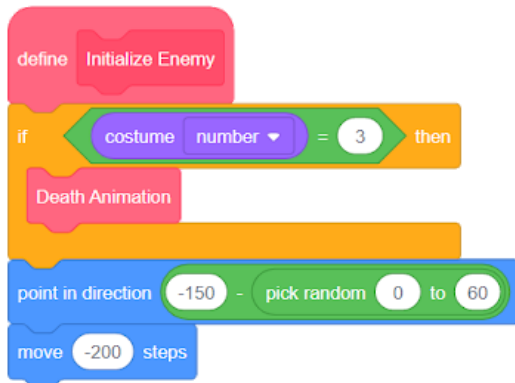 define Initialize Enemy
if costume number = 3 then
Death Animation
point in direction -150 - pick random 0 to 60
move -200 steps